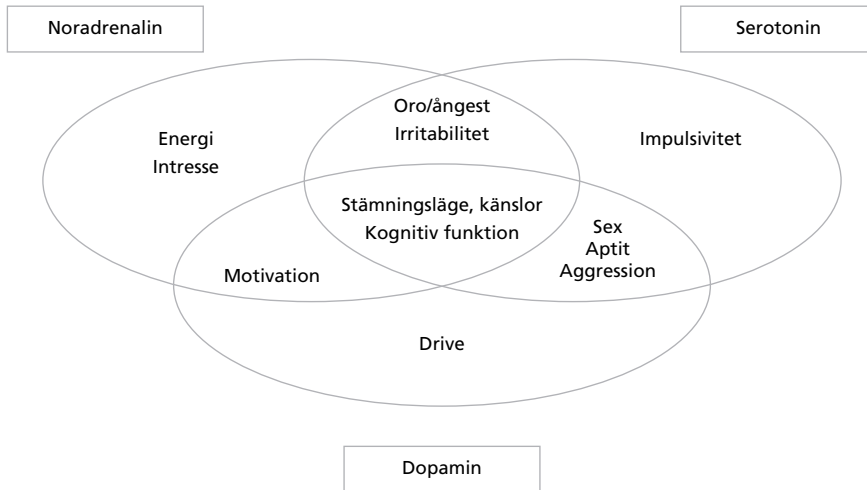 Noradrenalin
Serotonin
Oro/ångest
Irritabilitet
Energi
Intresse
Impulsivitet
Stämningsläge, känslor
Kognitiv funktion
Sex
Aptit
Aggression
Motivation
Drive
Dopamin